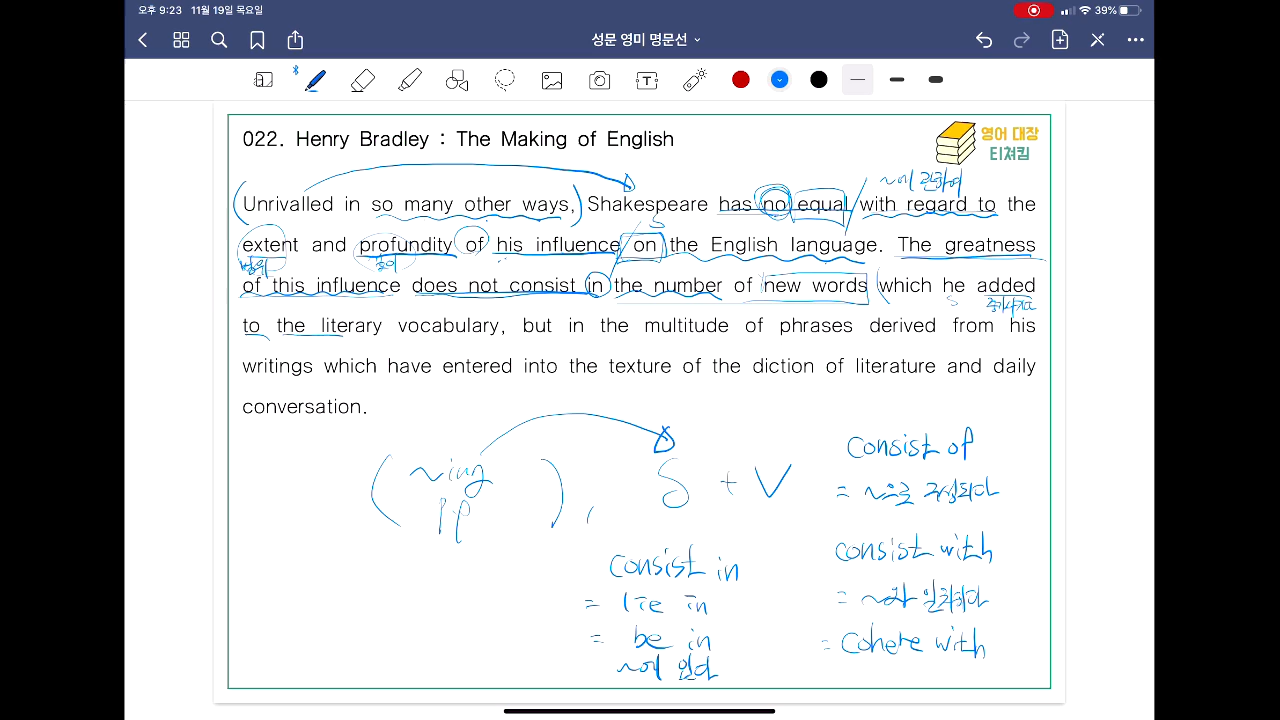 오후 9:23 11월 19일 목요일
39%
성문 영미 명문선
022. Henry Bradley : The Making of English
영어 대장
티쳐킴
~에 관하여
Unrivalled in so many other ways, Shakespeare has no equal with regard to the
S
extent and profundity of his influence on the English language. The greatness
범위 깊이
of this influence does not consist in the number of new words which he added
S 증가시키다
to the literary vocabulary, but in the multitude of phrases derived from his
writings which have entered into the texture of the diction of literature and daily
conversation.
( ~ing
p.p ) , S + V
consist of
= ~으로 구성되다
consist in
= lie in
= be in
~에 있다
consist with
= ~와 일치하다
= cohere with